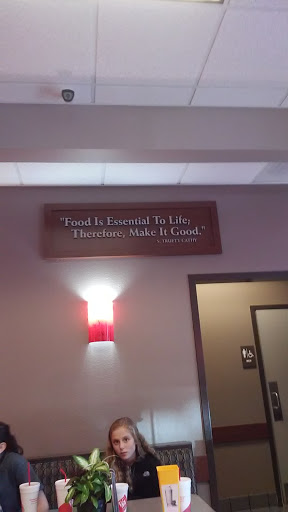 "Food Is Essential To Life;
Therefore, Make It Good."
S. TRUETT CATHY